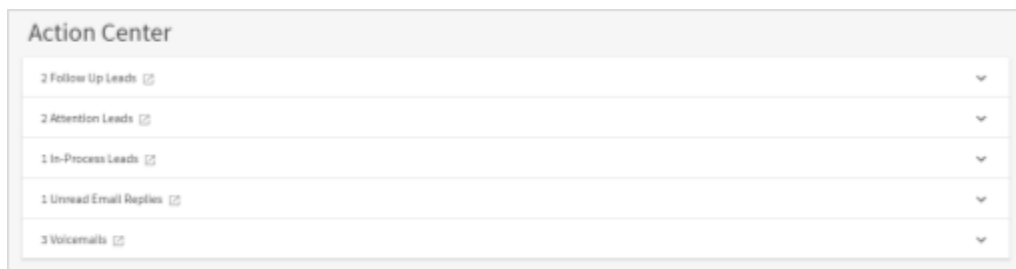 Action Center
2 Follow Up Leads
2 Attention Leads
1 In-Process Leads
1 Unread Email Replies
3 Voicemails